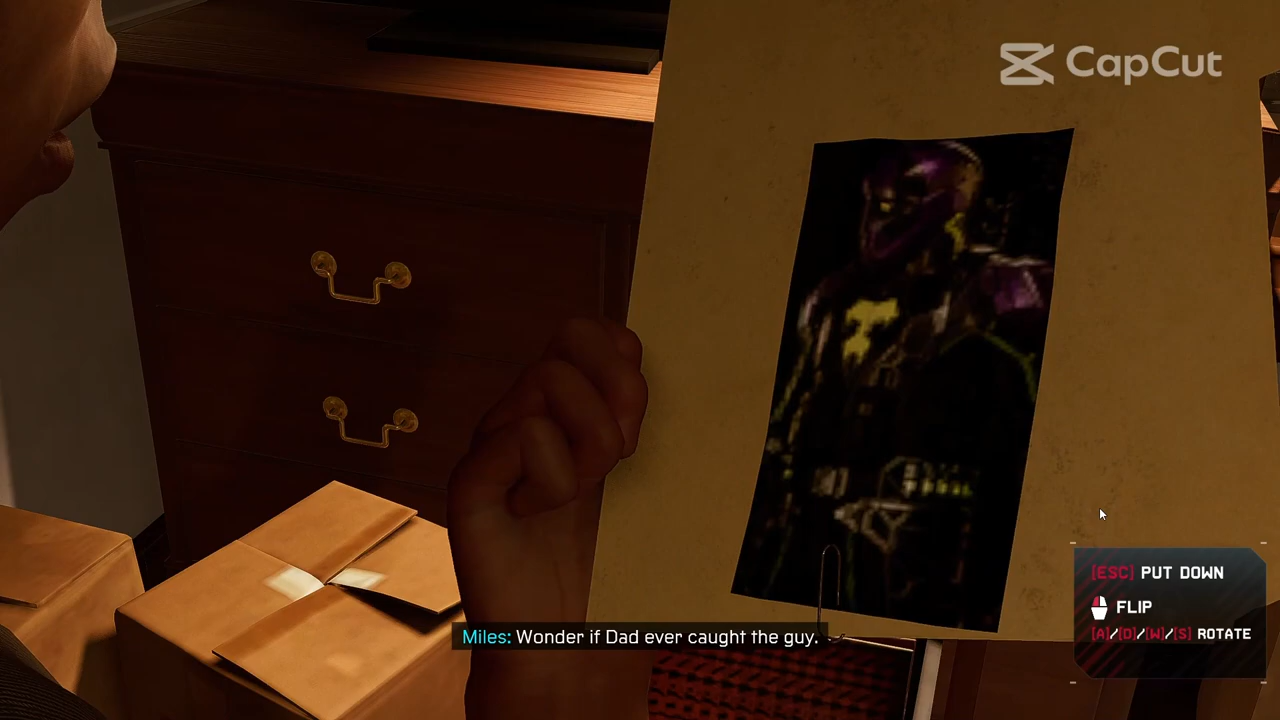 CapCut
[ESC] PUT DOWN
FLIP
[A]/[D]/[W]/[S] ROTATE
Miles: Wonder if Dad ever caught the guy.